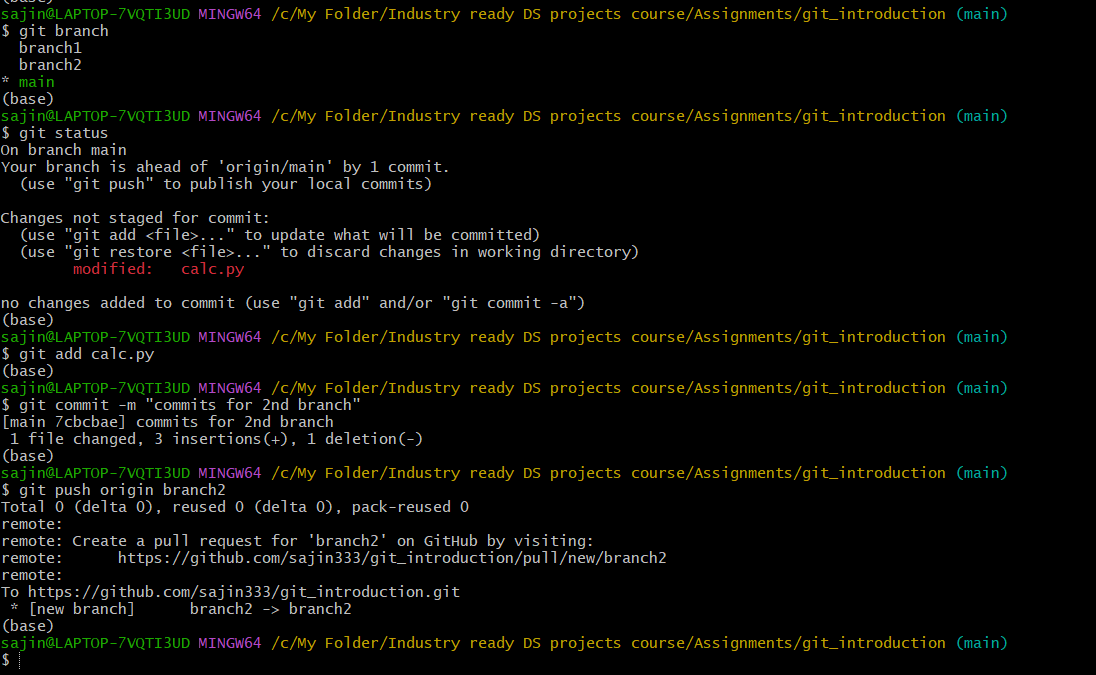 (base)
sajin@LAPTOP-7VQTI3UD MINGW64 /c/My Folder/Industry ready DS projects course/Assignments/git_introduction (main)
$ git branch
  branch1
  branch2
* main
(base)
sajin@LAPTOP-7VQTI3UD MINGW64 /c/My Folder/Industry ready DS projects course/Assignments/git_introduction (main)
$ git status
On branch main
Your branch is ahead of 'origin/main' by 1 commit.
  (use "git push" to publish your local commits)

Changes not staged for commit:
  (use "git add <file>..." to update what will be committed)
  (use "git restore <file>..." to discard changes in working directory)
        modified:   calc.py

no changes added to commit (use "git add" and/or "git commit -a")
(base)
sajin@LAPTOP-7VQTI3UD MINGW64 /c/My Folder/Industry ready DS projects course/Assignments/git_introduction (main)
$ git add calc.py
(base)
sajin@LAPTOP-7VQTI3UD MINGW64 /c/My Folder/Industry ready DS projects course/Assignments/git_introduction (main)
$ git commit -m "commits for 2nd branch"
[main 7cbcbae] commits for 2nd branch
 1 file changed, 3 insertions(+), 1 deletion(-)
(base)
sajin@LAPTOP-7VQTI3UD MINGW64 /c/My Folder/Industry ready DS projects course/Assignments/git_introduction (main)
$ git push origin branch2
Total 0 (delta 0), reused 0 (delta 0), pack-reused 0
remote:
remote: Create a pull request for 'branch2' on GitHub by visiting:
remote:      https://github.com/sajin333/git_introduction/pull/new/branch2
remote:
To https://github.com/sajin333/git_introduction.git
 * [new branch]      branch2 -> branch2
(base)
sajin@LAPTOP-7VQTI3UD MINGW64 /c/My Folder/Industry ready DS projects course/Assignments/git_introduction (main)
$